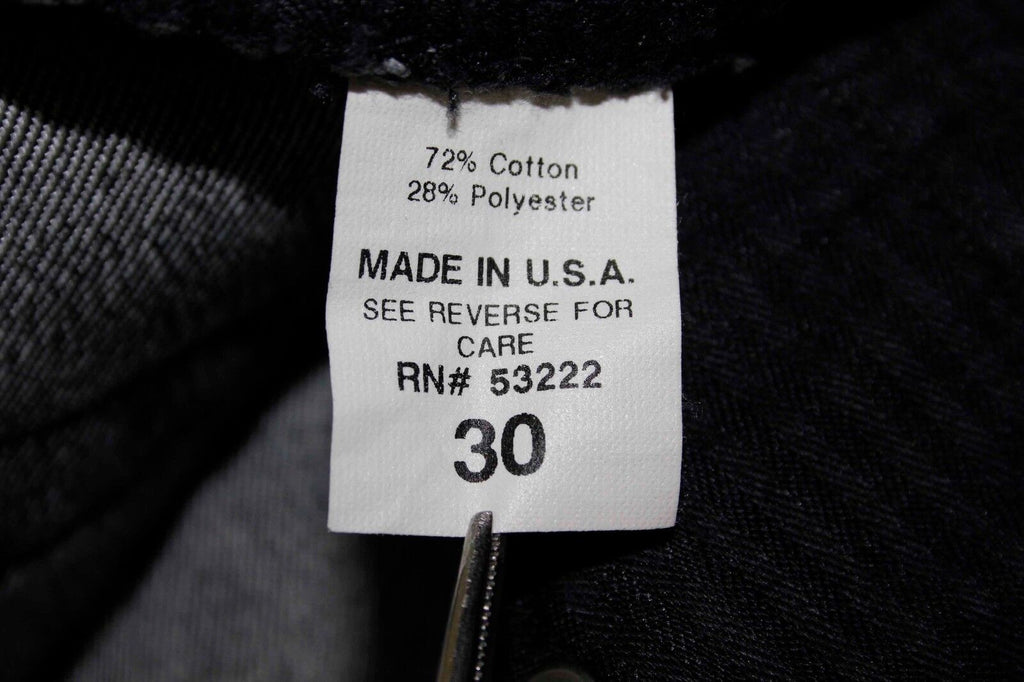 72% Cotton
28% Polyester
MADE IN U.S.A.
SEE REVERSE FOR
CARE
RN# 53222
30